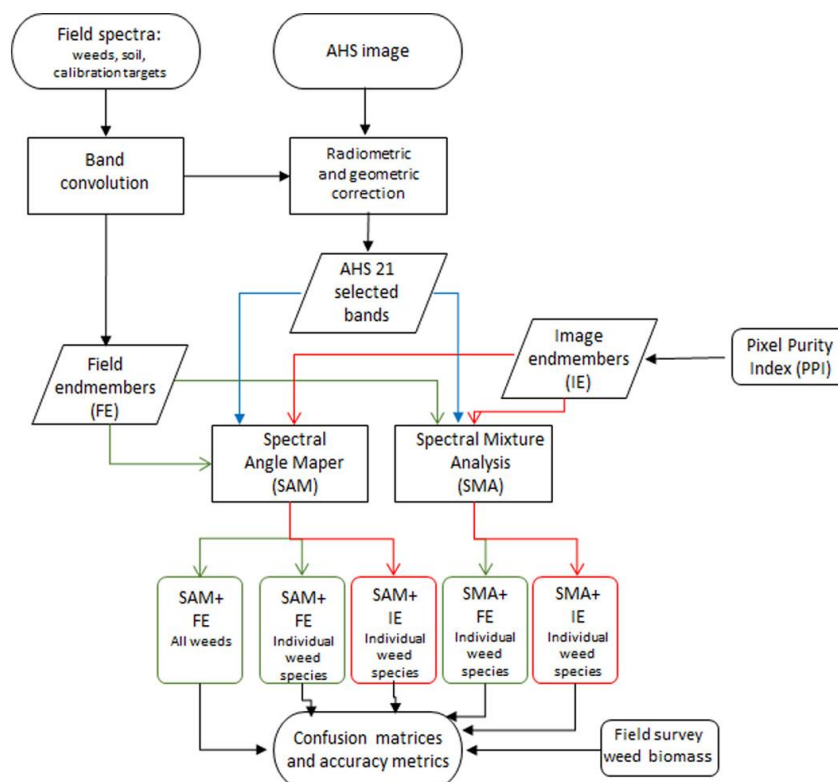 Field spectra:
weeds, soil,
calibration targets
AHS image
Band
convolution
Radiometric
and geometric
correction
AHS 21
selected
bands
Image
endmembers
(IE)
Pixel Purity
Index (PPI)
Field
endmembers
(FE)
Spectral
Angle Maper
(SAM)
Spectral Mixture
Analysis
(SMA)
SAM+
FE
All weeds
SAM+
FE
Individual
weed
species
SAM+
IE
Individual
weed
species
SMA+
FE
Individual
weed
species
SMA+
IE
Individual
weed
species
Confusion matrices
and accuracy metrics
Field survey
weed biomass